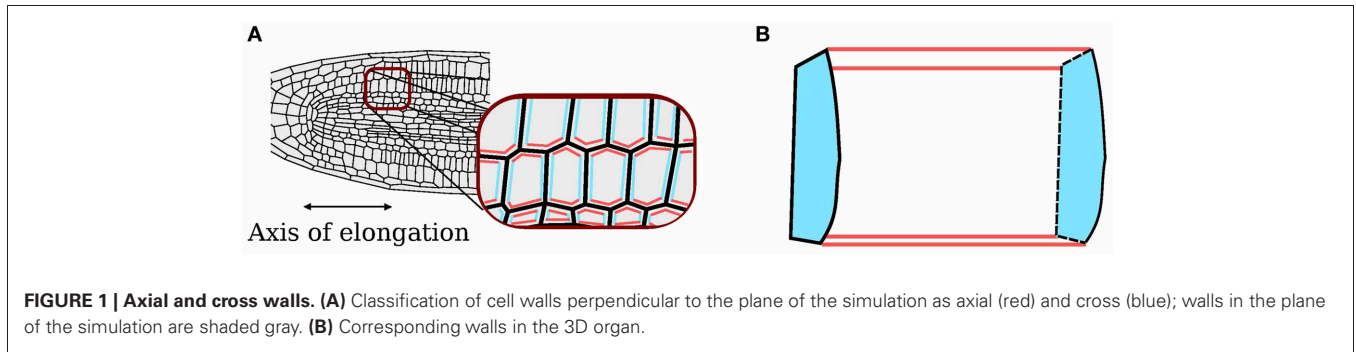 A
B
Axis of elongation
FIGURE 1 | Axial and cross walls. (A) Classification of cell walls perpendicular to the plane of the simulation as axial (red) and cross (blue); walls in the plane
of the simulation are shaded gray. (B) Corresponding walls in the 3D organ.